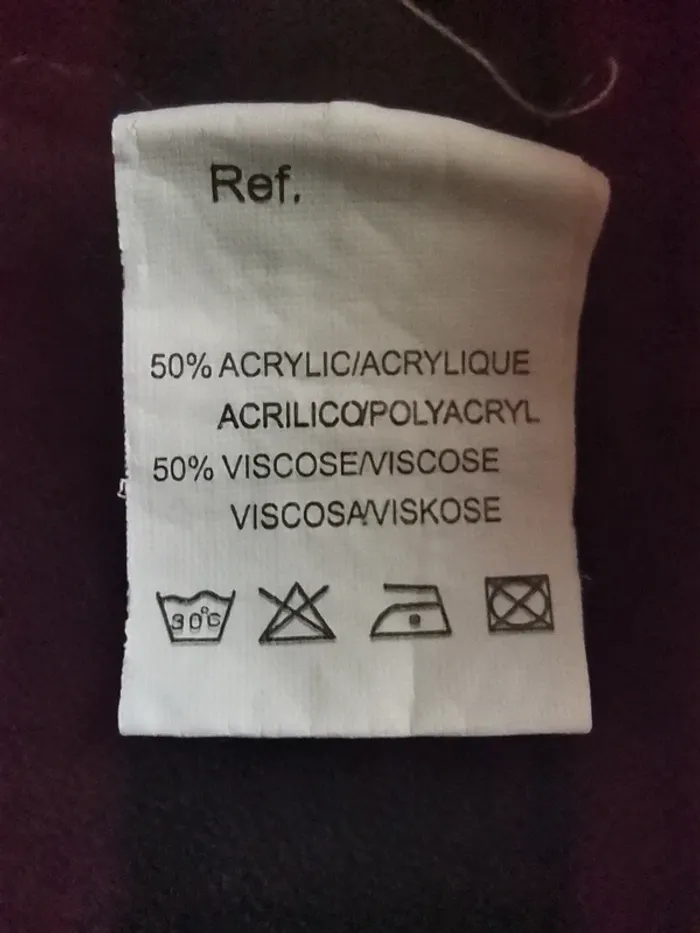 Ref.
50% ACRYLIC/ACRYLIQUE
ACRILICO/POLYACRYL
50% VISCOSE/VISCOSE
VISCOSA/VISKOSE
30°C